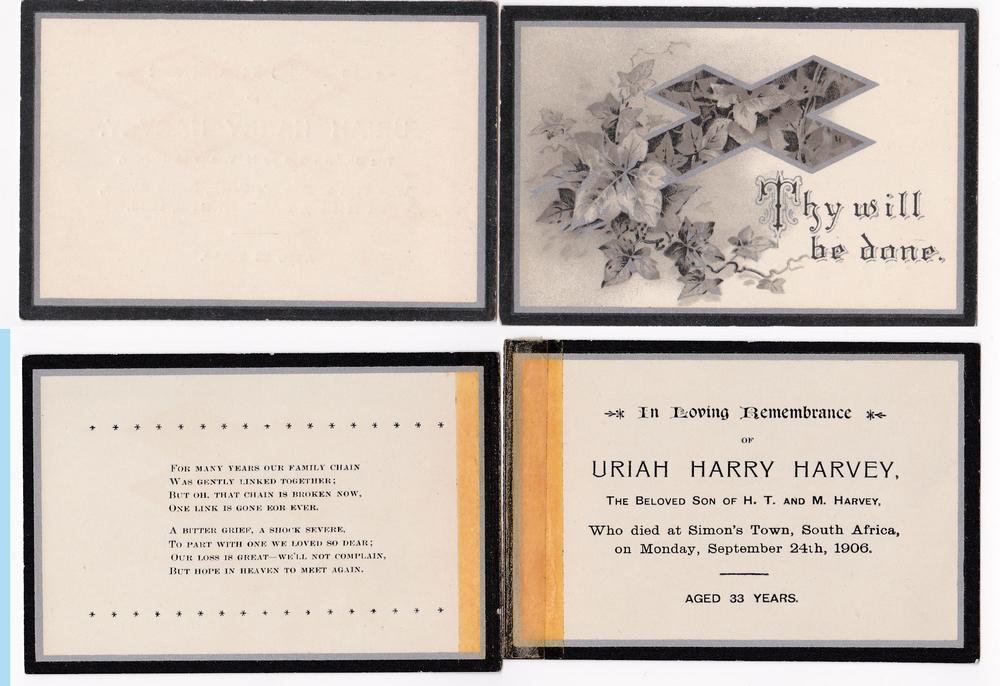 Thy will
be done.
* * * * * * * * * * * * * * * *
For many years our family chain
Was gently linked together;
But oh, that chain is broken now,
One link is gone eor ever.
A bitter grief, a shock severe,
To part with one we loved so dear;
Our loss is great—we'll not complain,
But hope in heaven to meet again.
* * * * * * * * * * * * * * * *
In Loving Remembrance
OF
URIAH HARRY HARVEY,
The Beloved Son of H. T. and M. Harvey,
Who died at Simon's Town, South Africa,
on Monday, September 24th, 1906.
AGED 33 YEARS.